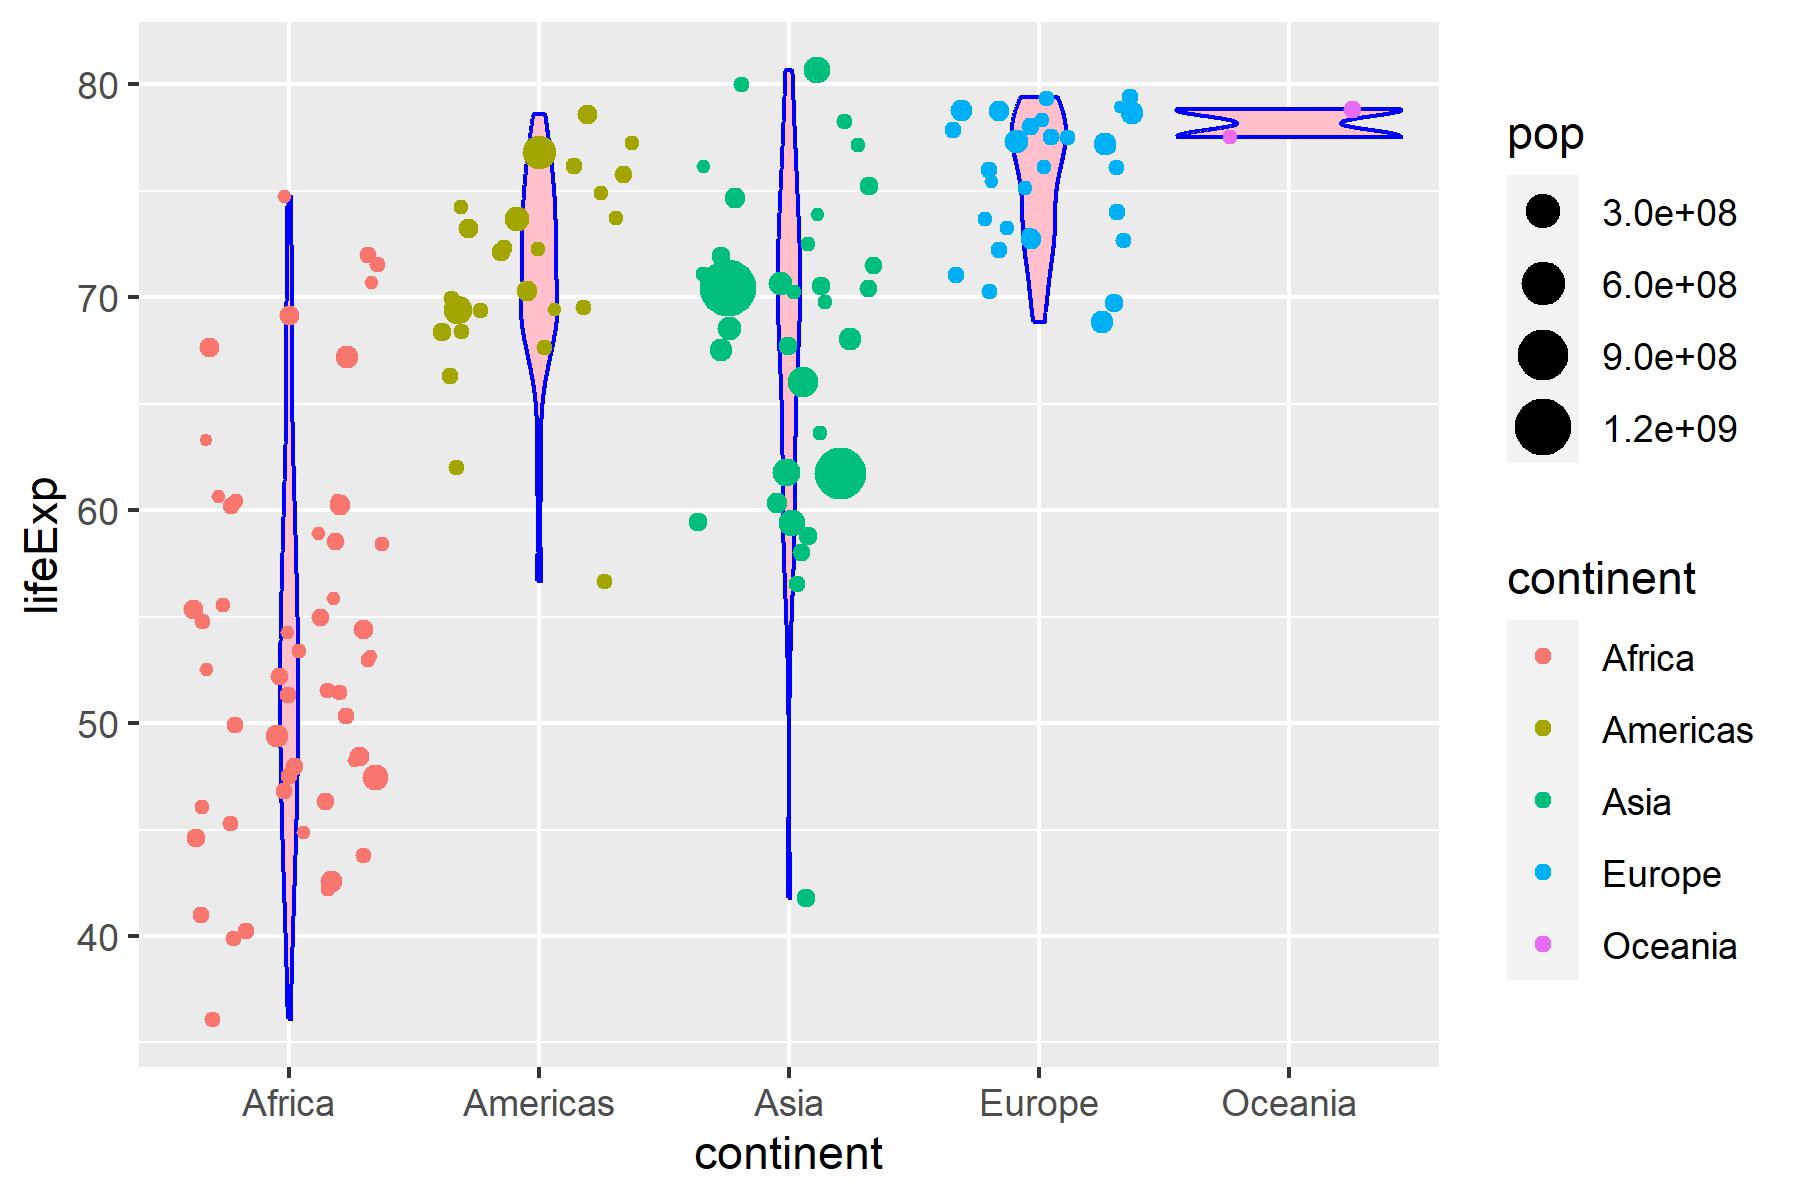 80
70
60
50
40
lifeExp
Africa
Americas
Asia
Europe
Oceania
continent
pop
3.0e+08
6.0e+08
9.0e+08
1.2e+09
continent
Africa
Americas
Asia
Europe
Oceania